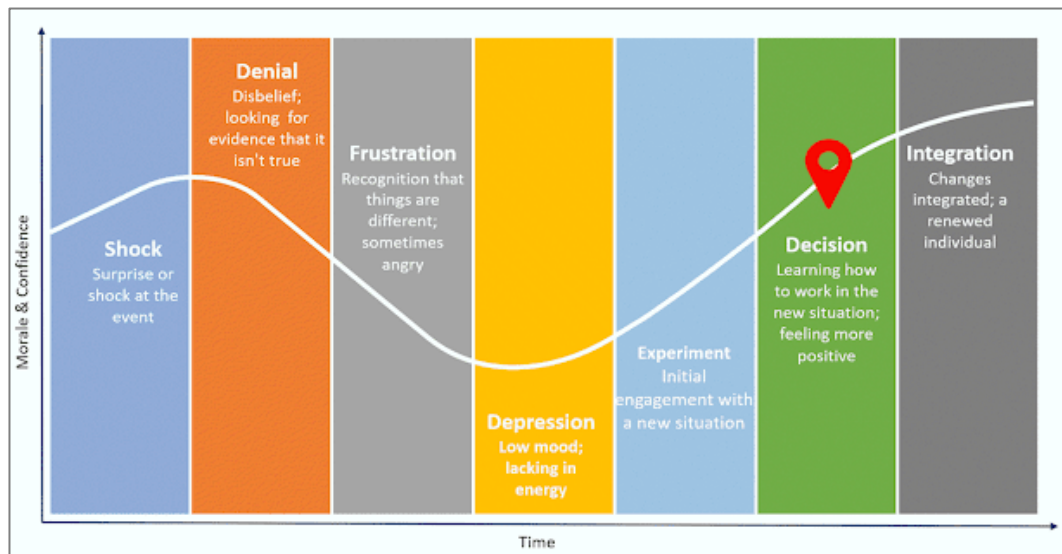 Morale & Confidence
Shock
Surprise or
shock at the
event
Denial
Disbelief;
looking for
evidence that it
isn't true
Frustration
Recognition that
things are
different;
sometimes
angry
Depression
Low mood;
lacking in
energy
Experiment
Initial
engagement with
a new situation
Decision
Learning how
to work in the
new situation;
feeling more
positive
Integration
Changes
integrated; a
renewed
individual
Time